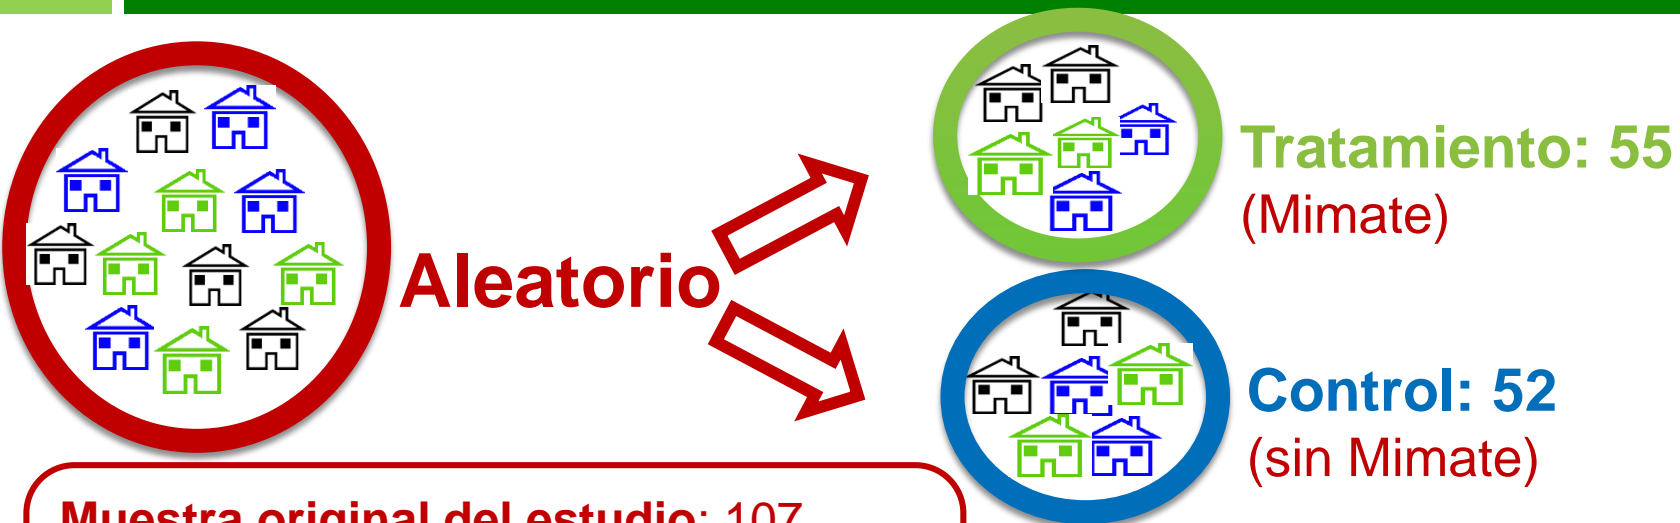 Aleatorio
Tratamiento: 55
(Mimate)
Control: 52
(sin Mimate)
Muestra original del estudio: 107